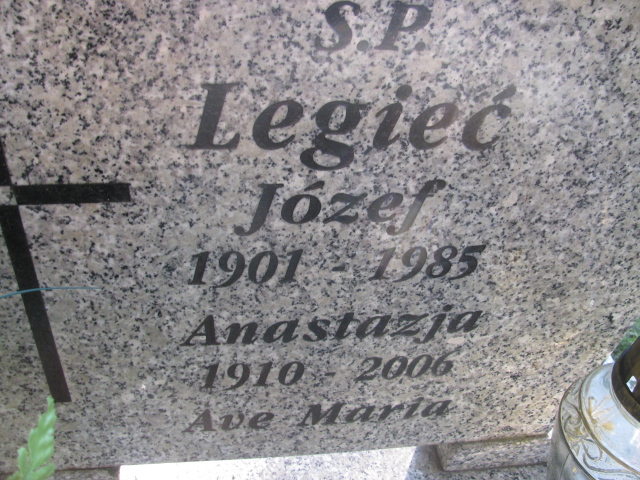 S.P.
Legieć
Józef
1901 - 1985
Anastazja
1910 - 2006
Ave Maria